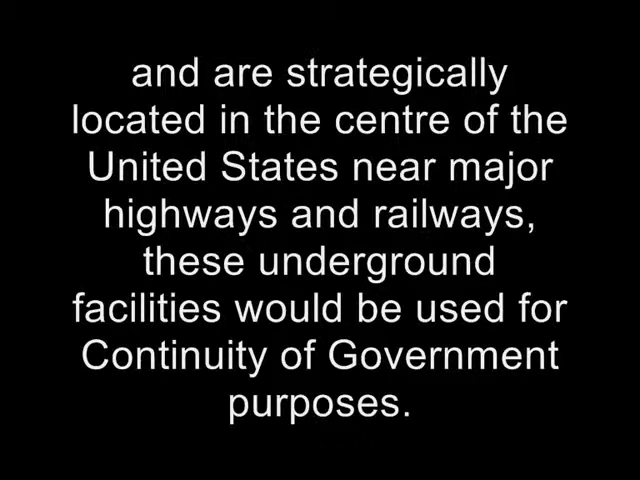 and are strategically
located in the centre of the
United States near major
highways and railways,
these underground
facilities would be used for
Continuity of Government
purposes.